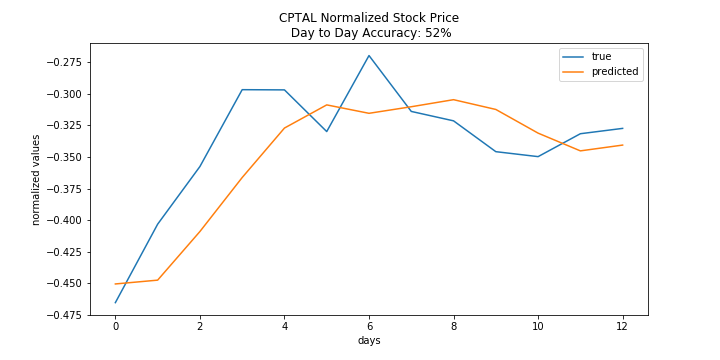 CPTAL Normalized Stock Price
Day to Day Accuracy: 52%
true
predicted
−0.275
−0.300
−0.325
−0.350
−0.375
−0.400
−0.425
−0.450
−0.475
normalized values
0 2 4 6 8 10 12
days